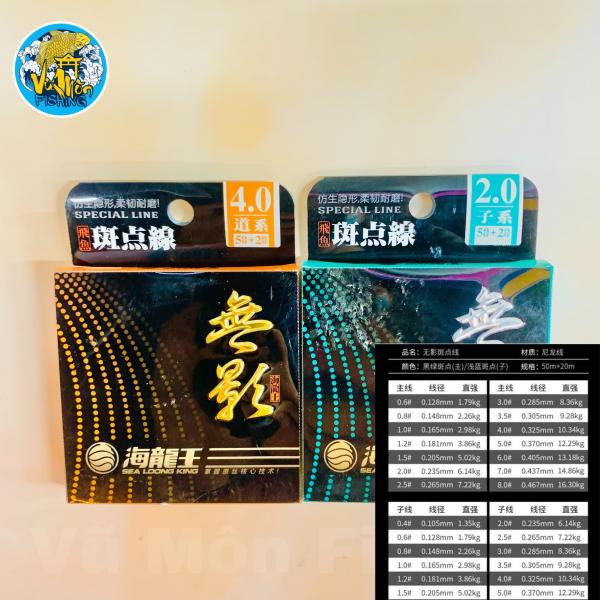 Vũ Môn
FISHING
仿生隐形,柔韧耐磨!
SPECIAL LINE
飛魚
斑点線
4.0
道系
仿生隐形,柔韧耐磨!
SPECIAL LINE
飛魚
斑点線
2.0
子系
無影
海龍王
海龍王
SEA LOONG KING
掌握鱼丝核心技术!
無
品名：无影斑点线 材质：尼龙线
颜色：黑绿斑点(主)/浅蓝斑点(子) 规格：50m+20m
主线 线径 直强 主线 线径 直强
0.6# 0.128mm 1.79kg 3.0# 0.285mm 8.36kg
0.8# 0.148mm 2.26kg 3.5# 0.305mm 9.28kg
1.0# 0.165mm 2.98kg 4.0# 0.325mm 10.34kg
1.2# 0.181mm 3.86kg 5.0# 0.370mm 12.29kg
1.5# 0.205mm 5.02kg 6.0# 0.405mm 13.18kg
2.0# 0.235mm 6.14kg 7.0# 0.437mm 14.86kg
2.5# 0.265mm 7.22kg 8.0# 0.467mm 16.30kg
子线 线径 直强 子线 线径 直强
0.4# 0.105mm 1.35kg 2.0# 0.235mm 6.14kg
0.6# 0.128mm 1.79kg 2.5# 0.265mm 7.22kg
0.8# 0.148mm 2.26kg 3.0# 0.285mm 8.36kg
1.0# 0.165mm 2.98kg 3.5# 0.305mm 9.28kg
1.2# 0.181mm 3.86kg 4.0# 0.325mm 10.34kg
1.5# 0.205mm 5.02kg 5.0# 0.370mm 12.29kg
Vũ Môn Fi